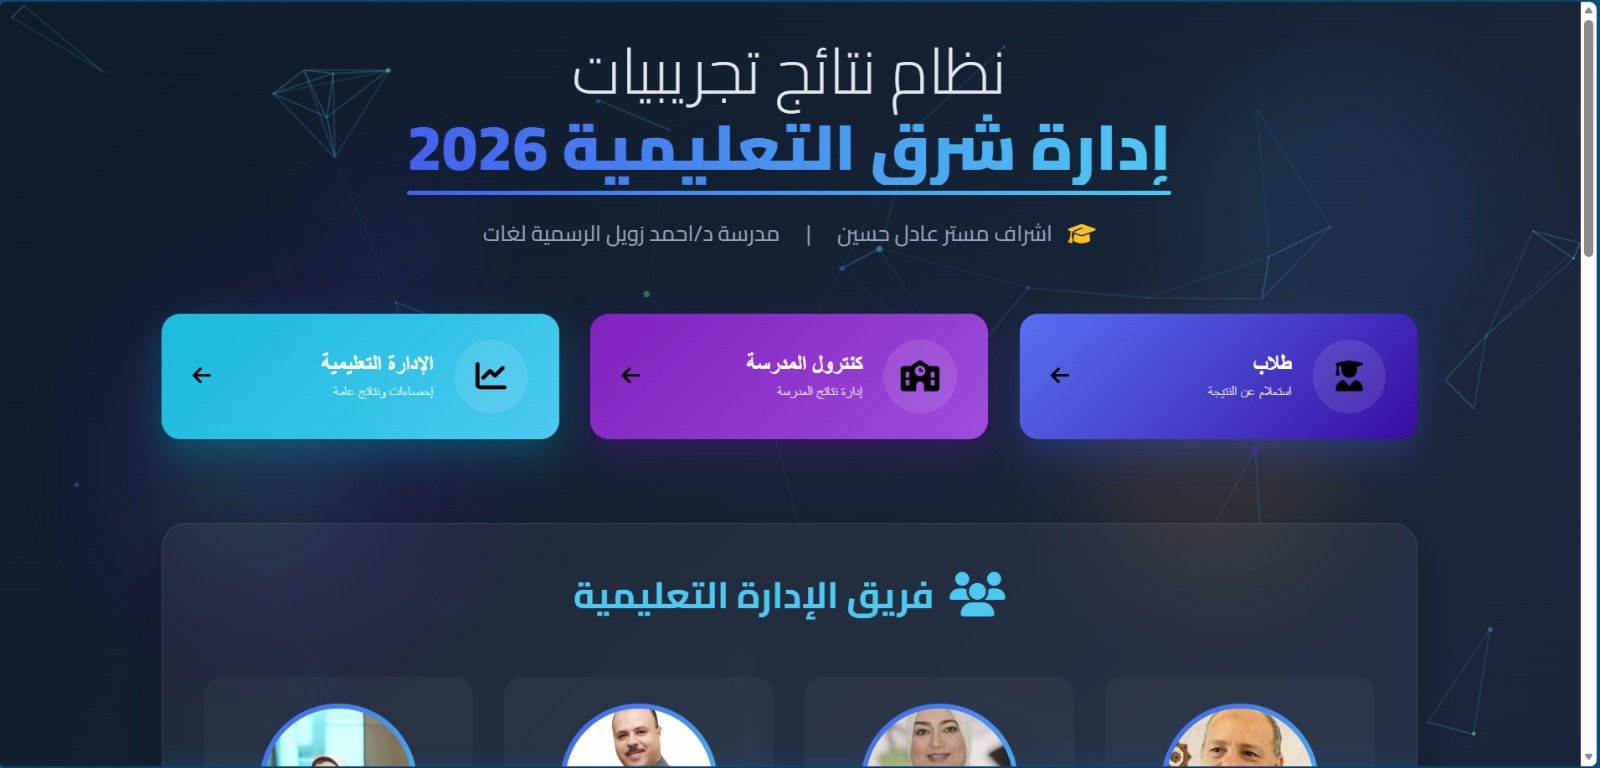 نظام نتائج تجريبيات
إدارة شرق التعليمية 2026
اشراف مستر عادل حسين | مدرسة د/احمد زويل الرسمية لغات
طلاب
استعلام عن النتيجة
كنترول المدرسة
إدارة نتائج المدرسة
الإدارة التعليمية
إحصاءات ونتائج عامة
فريق الإدارة التعليمية